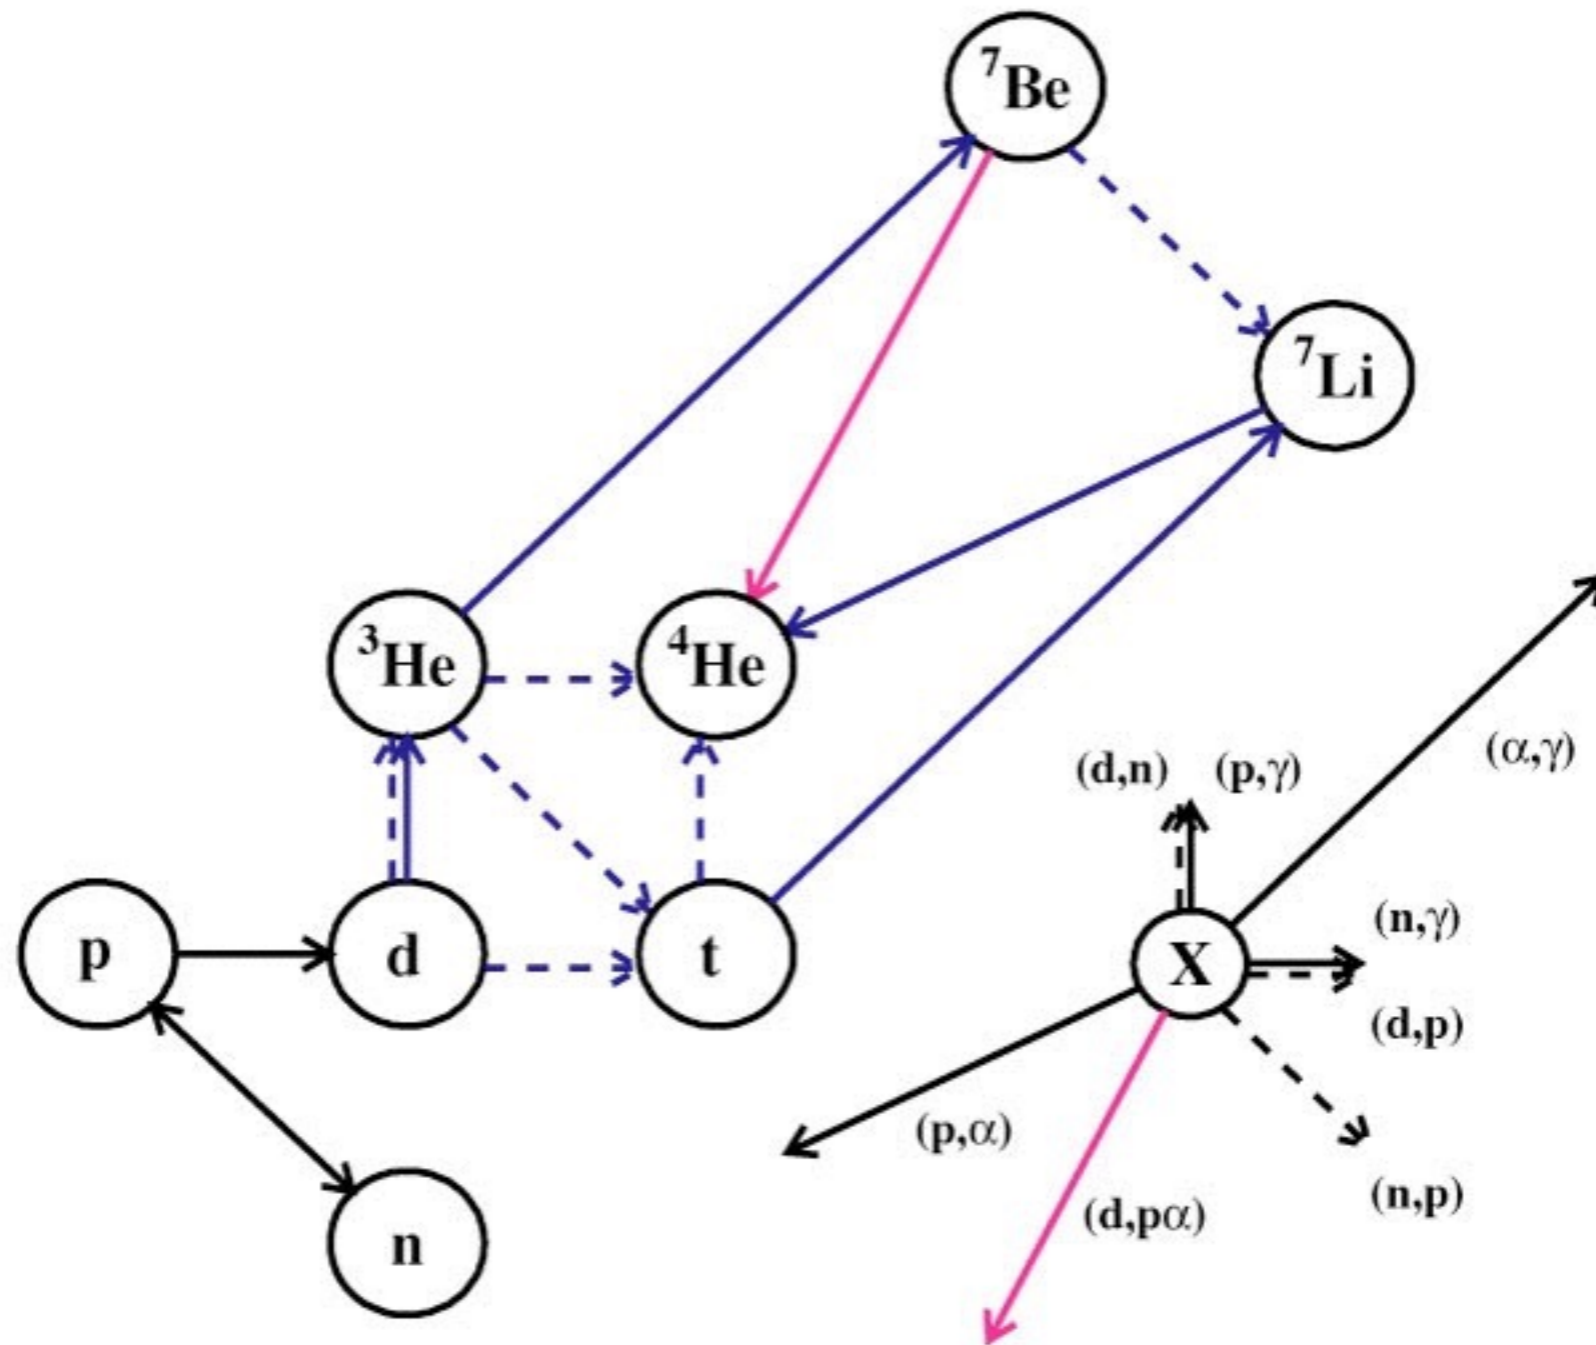 ⁷Be
⁷Li
³He
⁴He
(α,γ)
(d,n) (p,γ)
(n,γ)
p
d
t
X
(d,p)
(p,α)
(n,p)
(d,pα)
n